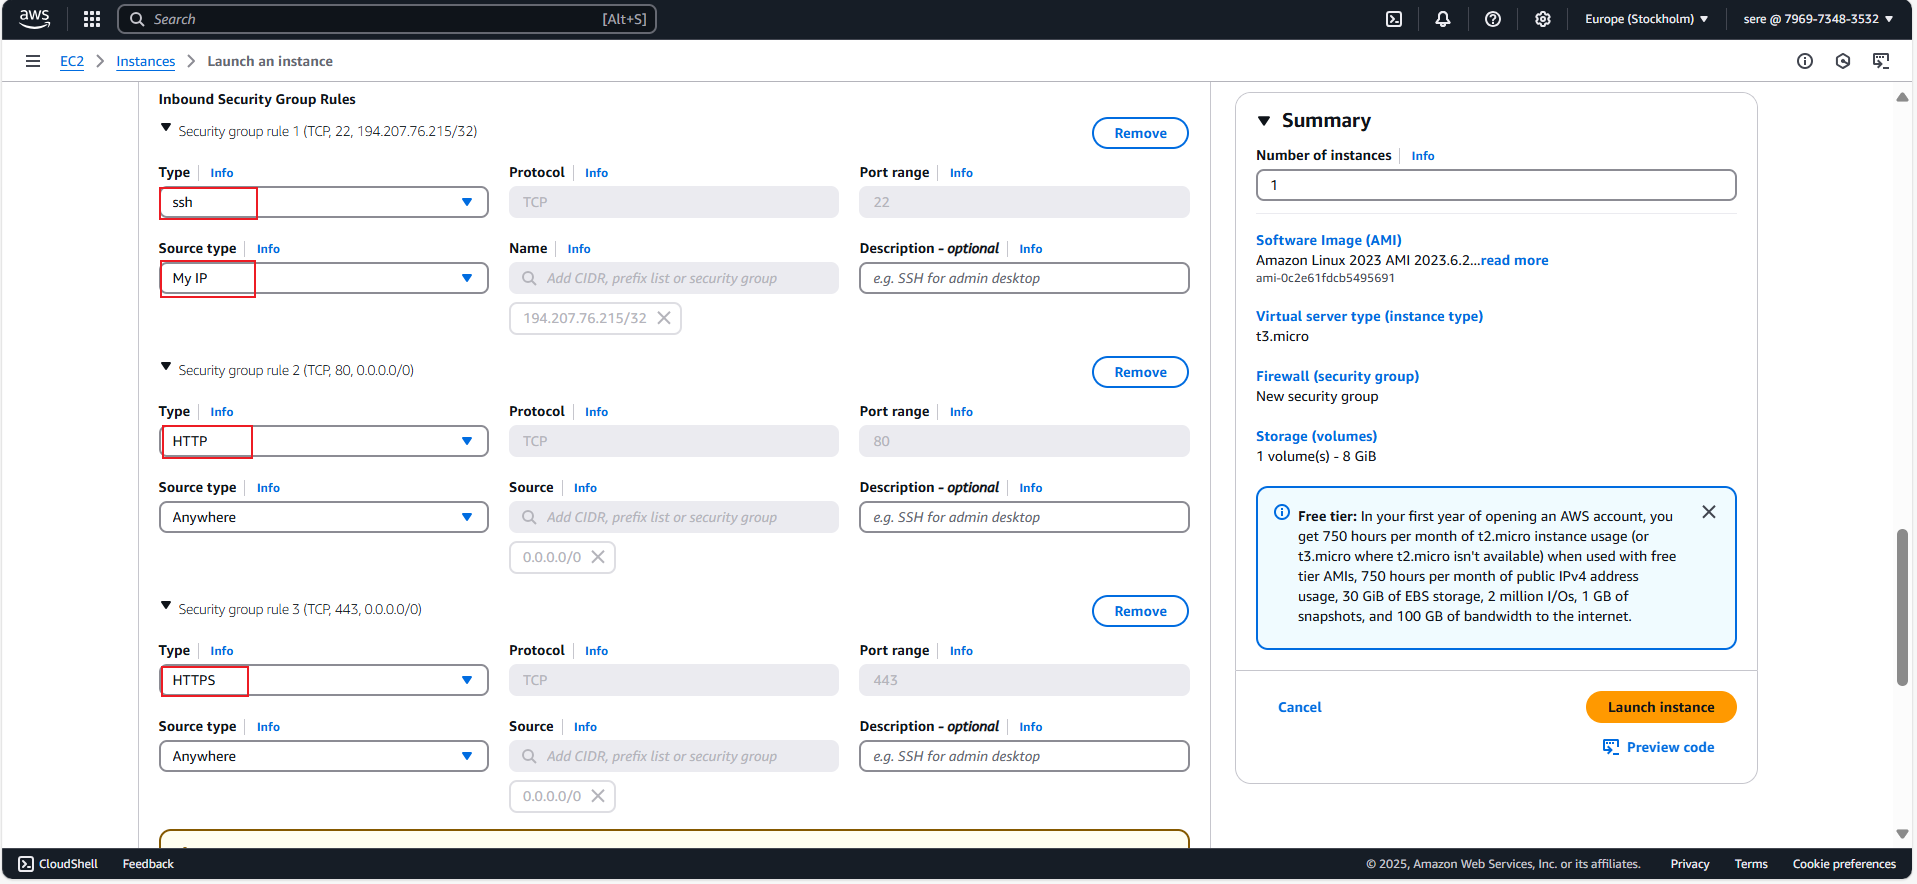 aws
Search [Alt+S]
Europe (Stockholm)
sere @ 7969-7348-3532
EC2
Instances
Launch an instance
Inbound Security Group Rules
Security group rule 1 (TCP, 22, 194.207.76.215/32)
Remove
Type Info Protocol Info Port range Info
ssh TCP 22
Source type Info Name Info Description - optional Info
My IP Add CIDR, prefix list or security group e.g. SSH for admin desktop
194.207.76.215/32
Security group rule 2 (TCP, 80, 0.0.0.0/0)
Remove
Type Info Protocol Info Port range Info
HTTP TCP 80
Source type Info Source Info Description - optional Info
Anywhere Add CIDR, prefix list or security group e.g. SSH for admin desktop
0.0.0.0/0
Security group rule 3 (TCP, 443, 0.0.0.0/0)
Remove
Type Info Protocol Info Port range Info
HTTPS TCP 443
Source type Info Source Info Description - optional Info
Anywhere Add CIDR, prefix list or security group e.g. SSH for admin desktop
0.0.0.0/0
Summary
Number of instances Info
1
Software Image (AMI)
Amazon Linux 2023 AMI 2023.6.2...read more
ami-0c2e61fdcb5495691
Virtual server type (instance type)
t3.micro
Firewall (security group)
New security group
Storage (volumes)
1 volume(s) - 8 GiB
Free tier: In your first year of opening an AWS account, you
get 750 hours per month of t2.micro instance usage (or
t3.micro where t2.micro isn't available) when used with free
tier AMIs, 750 hours per month of public IPv4 address
usage, 30 GiB of EBS storage, 2 million I/Os, 1 GB of
snapshots, and 100 GB of bandwidth to the internet.
Cancel
Launch instance
Preview code
CloudShell
Feedback
© 2025, Amazon Web Services, Inc. or its affiliates.
Privacy
Terms
Cookie preferences